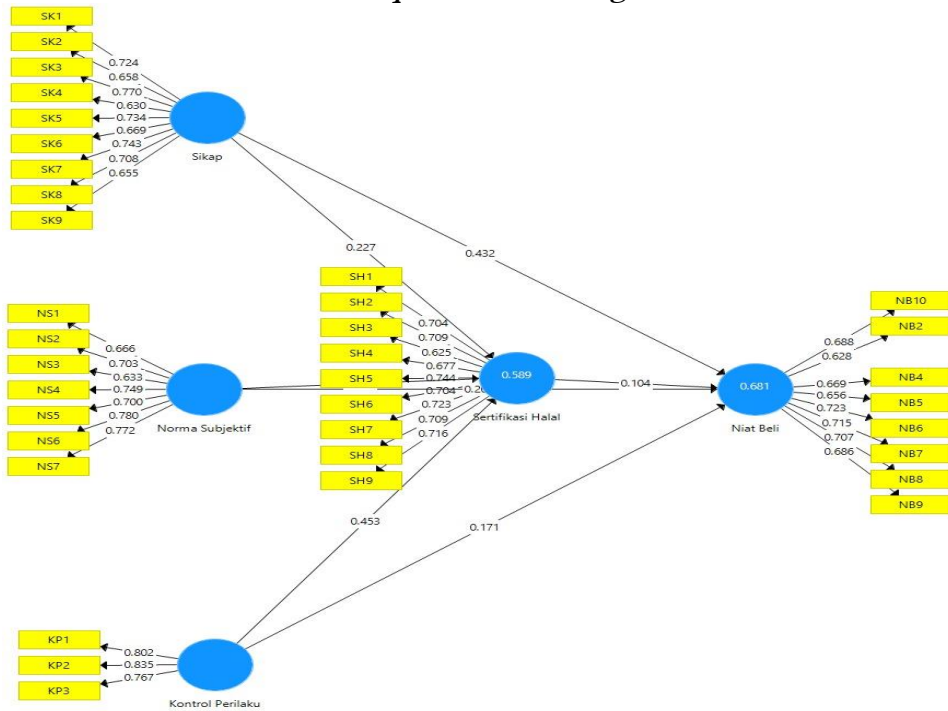 SK1
SK2
SK3
SK4
SK5
SK6
SK7
SK8
SK9
0.724
0.658
0.770
0.630
0.734
0.669
0.743
0.708
0.655
Sikap
0.227
0.432
NS1
NS2
NS3
NS4
NS5
NS6
NS7
0.666
0.703
0.633
0.749
0.700
0.780
0.772
Norma Subjektif
SH1
SH2
SH3
SH4
SH5
SH6
SH7
SH8
SH9
0.704
0.709
0.625
0.677
0.744
0.704
0.723
0.709
0.716
0.589
Sertifikasi Halal
0.104
0.681
Niat Beli
NB10
NB2
NB4
NB5
NB6
NB7
NB8
NB9
0.688
0.628
0.669
0.656
0.723
0.715
0.707
0.686
0.453
0.171
KP1
KP2
KP3
0.802
0.835
0.767
Kontrol Perilaku